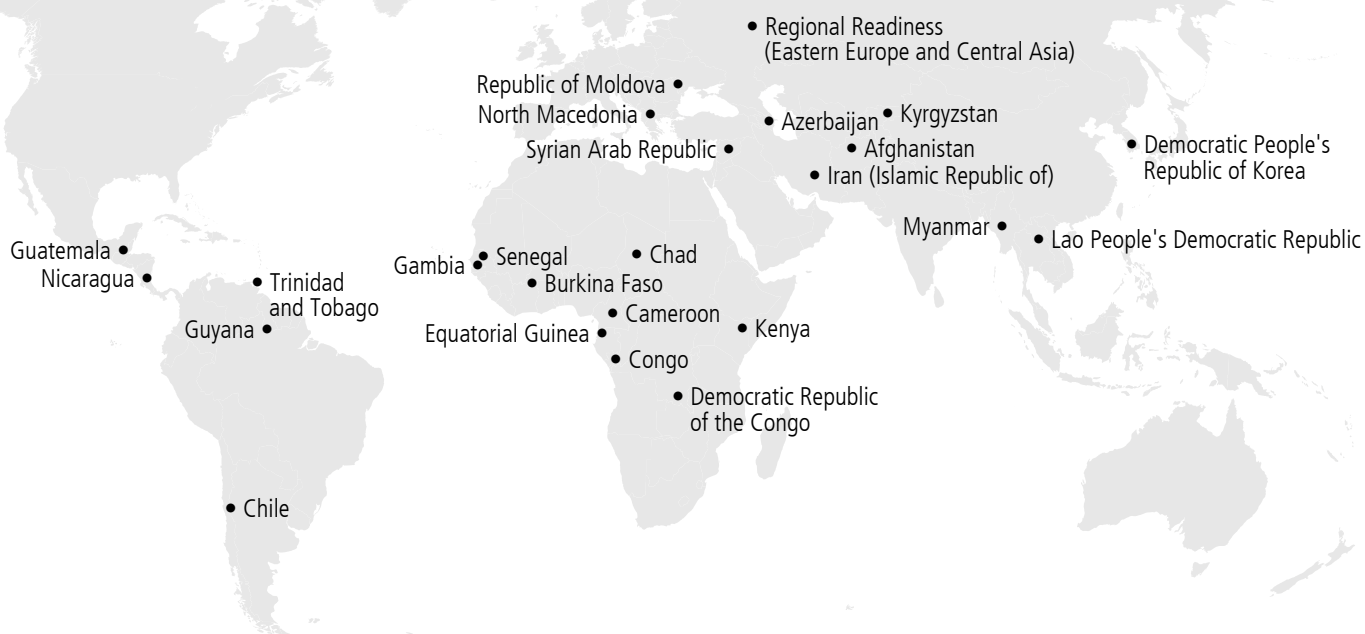 Regional Readiness
(Eastern Europe and Central Asia)
Republic of Moldova
North Macedonia
Azerbaijan
Kyrgyzstan
Syrian Arab Republic
Afghanistan
Democratic People's
Republic of Korea
Iran (Islamic Republic of)
Myanmar
Lao People's Democratic Republic
Guatemala
Nicaragua
Trinidad
and Tobago
Guyana
Gambia
Senegal
Chad
Burkina Faso
Cameroon
Equatorial Guinea
Kenya
Congo
Democratic Republic
of the Congo
Chile